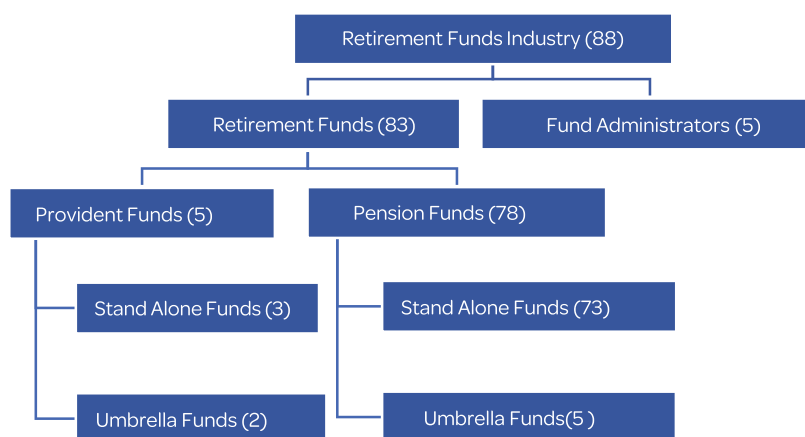 Retirement Funds Industry (88)
Retirement Funds (83)
Fund Administrators (5)
Provident Funds (5)
Pension Funds (78)
Stand Alone Funds (3)
Stand Alone Funds (73)
Umbrella Funds (2)
Umbrella Funds(5 )